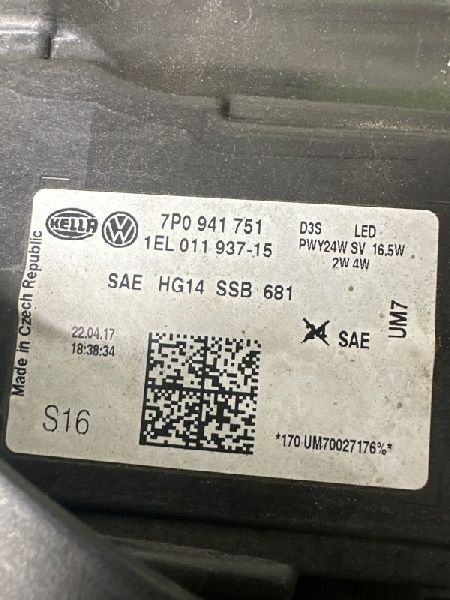 HELLA
7P0 941 751
1EL 011 937-15
D3S LED
PWY24W SV 16.5W
2W 4W
SAE HG14 SSB 681
Made in Czech Republic
22.04.17
18:38:34
SAE
UM7
S16
*170 UM70027176%*